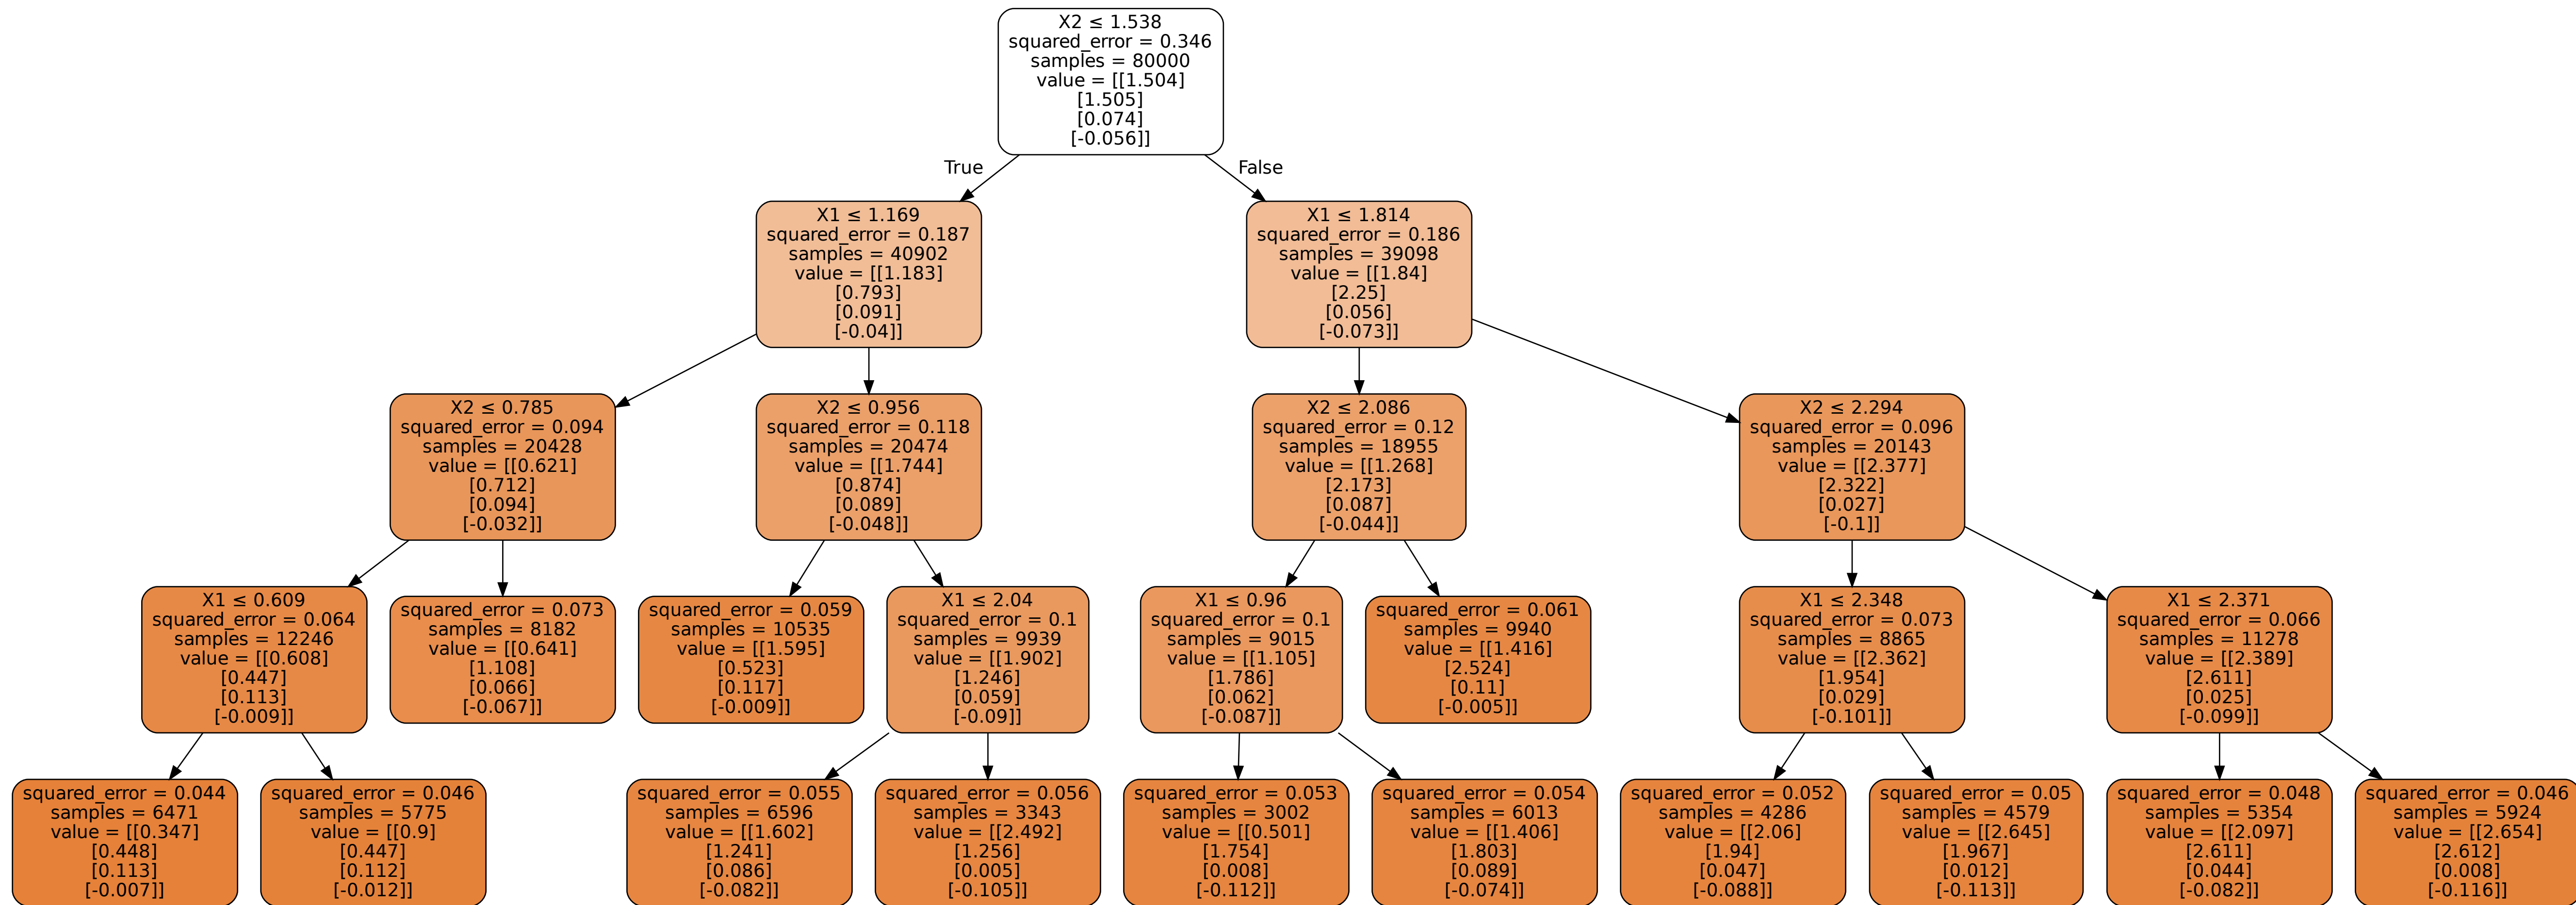 X2 ≤ 1.538
squared_error = 0.346
samples = 80000
value = [[1.504]
[1.505]
[0.074]
[-0.056]]
True
False
X1 ≤ 1.169
squared_error = 0.187
samples = 40902
value = [[1.183]
[0.793]
[0.091]
[-0.04]]
X1 ≤ 1.814
squared_error = 0.186
samples = 39098
value = [[1.84]
[2.25]
[0.056]
[-0.073]]
X2 ≤ 0.785
squared_error = 0.094
samples = 20428
value = [[0.621]
[0.712]
[0.094]
[-0.032]]
X2 ≤ 0.956
squared_error = 0.118
samples = 20474
value = [[1.744]
[0.874]
[0.089]
[-0.048]]
X2 ≤ 2.086
squared_error = 0.12
samples = 18955
value = [[1.268]
[2.173]
[0.087]
[-0.044]]
X2 ≤ 2.294
squared_error = 0.096
samples = 20143
value = [[2.377]
[2.322]
[0.027]
[-0.1]]
X1 ≤ 0.609
squared_error = 0.064
samples = 12246
value = [[0.608]
[0.447]
[0.113]
[-0.009]]
squared_error = 0.073
samples = 8182
value = [[0.641]
[1.108]
[0.066]
[-0.067]]
squared_error = 0.059
samples = 10535
value = [[1.595]
[0.523]
[0.117]
[-0.009]]
X1 ≤ 2.04
squared_error = 0.1
samples = 9939
value = [[1.902]
[1.246]
[0.059]
[-0.09]]
X1 ≤ 0.96
squared_error = 0.1
samples = 9015
value = [[1.105]
[1.786]
[0.062]
[-0.087]]
squared_error = 0.061
samples = 9940
value = [[1.416]
[2.524]
[0.11]
[-0.005]]
X1 ≤ 2.348
squared_error = 0.073
samples = 8865
value = [[2.362]
[1.954]
[0.029]
[-0.101]]
X1 ≤ 2.371
squared_error = 0.066
samples = 11278
value = [[2.389]
[2.611]
[0.025]
[-0.099]]
squared_error = 0.044
samples = 6471
value = [[0.347]
[0.448]
[0.113]
[-0.007]]
squared_error = 0.046
samples = 5775
value = [[0.9]
[0.447]
[0.112]
[-0.012]]
squared_error = 0.055
samples = 6596
value = [[1.602]
[1.241]
[0.086]
[-0.082]]
squared_error = 0.056
samples = 3343
value = [[2.492]
[1.256]
[0.005]
[-0.105]]
squared_error = 0.053
samples = 3002
value = [[0.501]
[1.754]
[0.008]
[-0.112]]
squared_error = 0.054
samples = 6013
value = [[1.406]
[1.803]
[0.089]
[-0.074]]
squared_error = 0.052
samples = 4286
value = [[2.06]
[1.94]
[0.047]
[-0.088]]
squared_error = 0.05
samples = 4579
value = [[2.645]
[1.967]
[0.012]
[-0.113]]
squared_error = 0.048
samples = 5354
value = [[2.097]
[2.611]
[0.044]
[-0.082]]
squared_error = 0.046
samples = 5924
value = [[2.654]
[2.612]
[0.008]
[-0.116]]